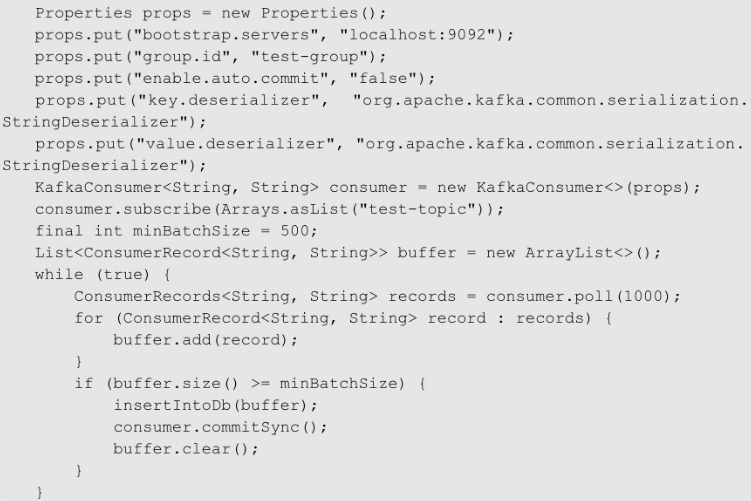 Properties props = new Properties();
props.put("bootstrap.servers", "localhost:9092");
props.put("group.id", "test-group");
props.put("enable.auto.commit", "false");
props.put("key.deserializer", "org.apache.kafka.common.serialization.
StringDeserializer");
props.put("value.deserializer", "org.apache.kafka.common.serialization.
StringDeserializer");
KafkaConsumer<String, String> consumer = new KafkaConsumer<>(props);
consumer.subscribe(Arrays.asList("test-topic"));
final int minBatchSize = 500;
List<ConsumerRecord<String, String>> buffer = new ArrayList<>();
while (true) {
ConsumerRecords<String, String> records = consumer.poll(1000);
for (ConsumerRecord<String, String> record : records) {
buffer.add(record);
}
if (buffer.size() >= minBatchSize) {
insertIntoDb(buffer);
consumer.commitSync();
buffer.clear();
}
}